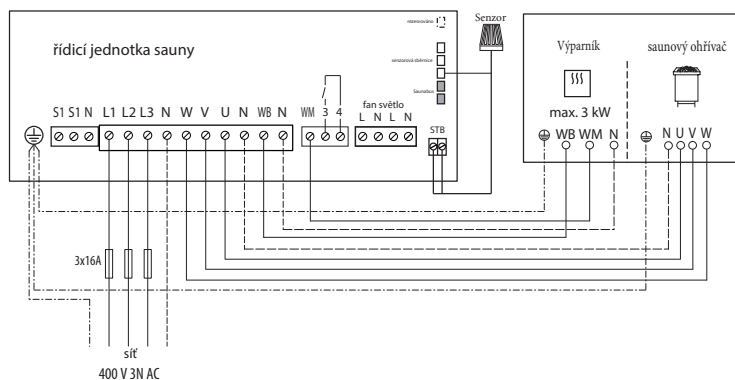 rezervováno
Senzor
řídicí jednotka sauny
senzorová sběrnice
Saunabus
Výparník
saunový ohřívač
max. 3 kW
fan světlo
S1 S1 N L1 L2 L3 N W V U N WB N WM 3 4 L N L N
STB
WB WM N N U V W
3x16A
síť
400 V 3N AC